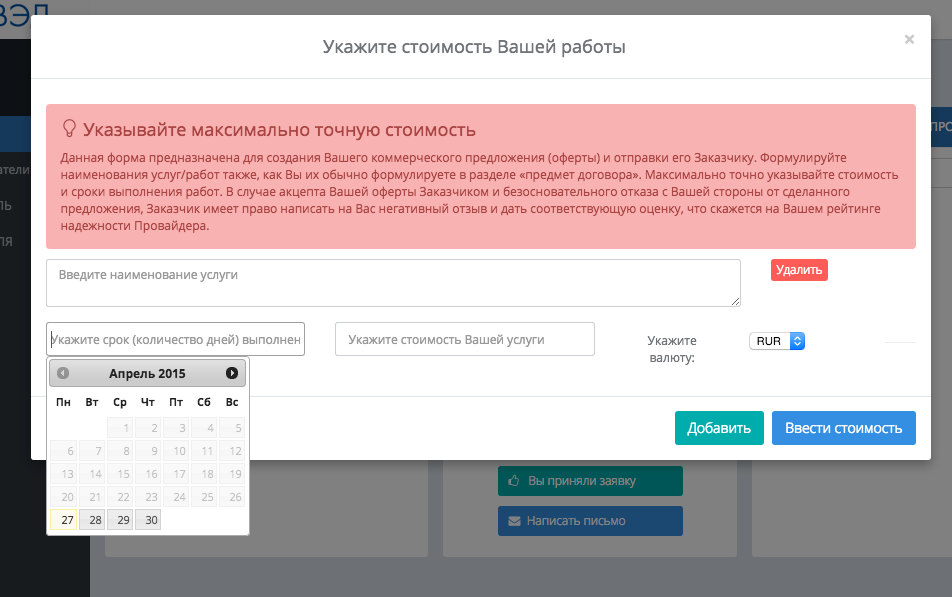 ВЭД
Укажите стоимость Вашей работы
×
Указывайте максимально точную стоимость
Данная форма предназначена для создания Вашего коммерческого предложения (оферты) и отправки его Заказчику. Формулируйте
наименования услуг/работ также, как Вы их обычно формулируете в разделе «предмет договора». Максимально точно указывайте стоимость
и сроки выполнения работ. В случае акцепта Вашей оферты Заказчиком и безосновательного отказа с Вашей стороны от сделанного
предложения, Заказчик имеет право написать на Вас негативный отзыв и дать соответствующую оценку, что скажется на Вашем рейтинге
надежности Провайдера.
Введите наименование услуги
Удалить
Укажите срок (количество дней) выполнен
Укажите стоимость Вашей услуги
Укажите
валюту:
RUR
Апрель 2015
Пн Вт Ср Чт Пт Сб Вс
1 2 3 4 5
6 7 8 9 10 11 12
13 14 15 16 17 18 19
20 21 22 23 24 25 26
27 28 29 30
Добавить
Ввести стоимость
Вы приняли заявку
Написать письмо